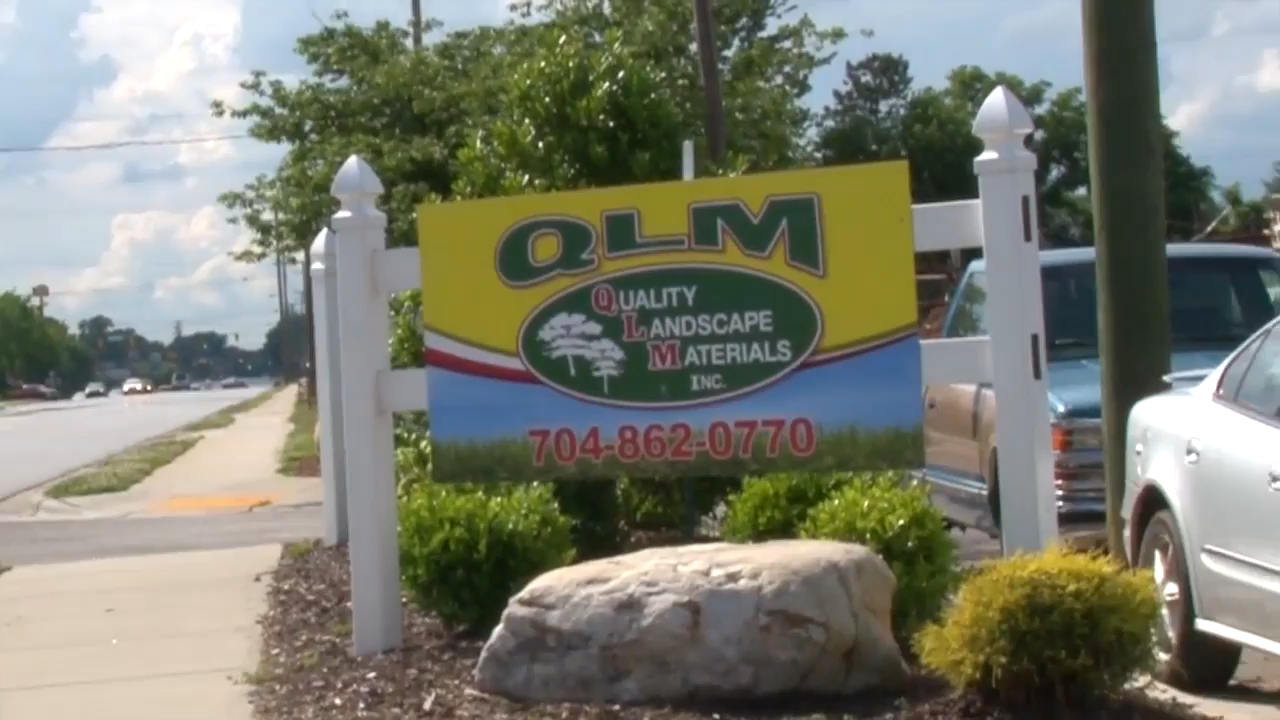 QLM
QUALITY
LANDSCAPE
MATERIALS
INC.
704-862-0770